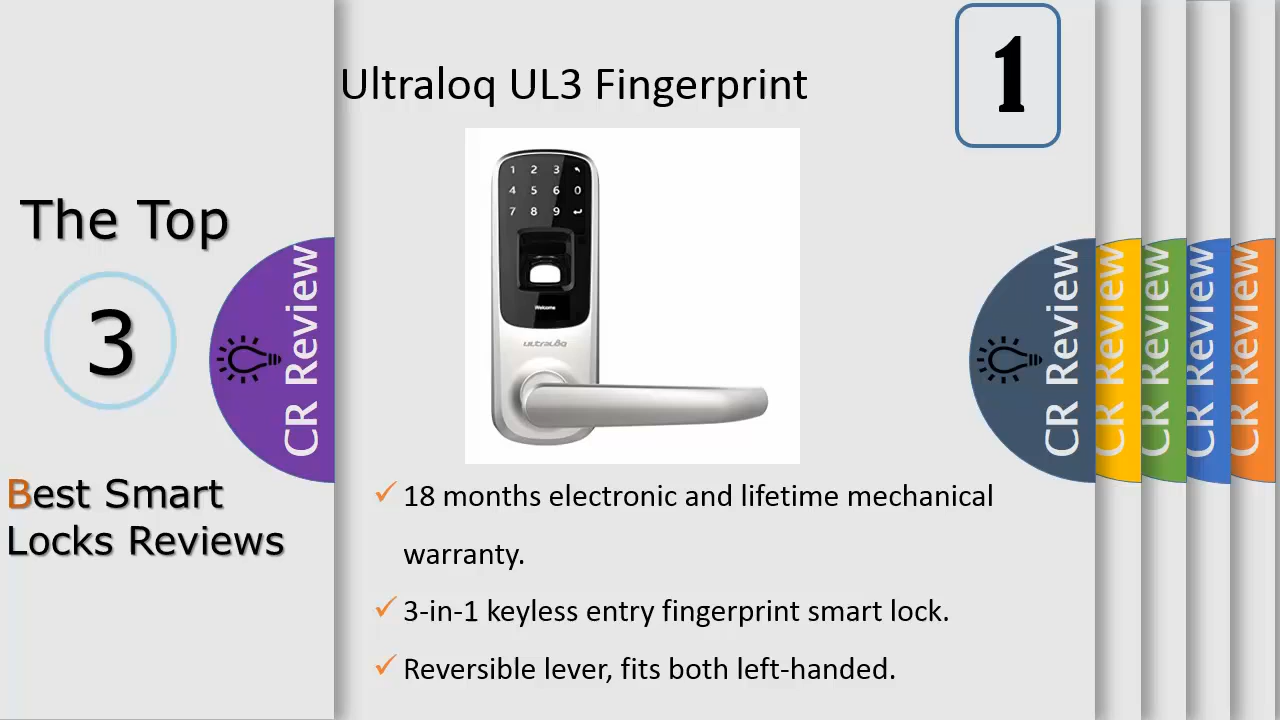 The Top
3
Best Smart
Locks Reviews
CR Review
Ultraloq UL3 Fingerprint
1
1 2 3
4 5 6 0
7 8 9
Welcome
ultraloq
18 months electronic and lifetime mechanical
warranty.
3-in-1 keyless entry fingerprint smart lock.
Reversible lever, fits both left-handed.
CR Review
CR Review
CR Review
CR Review
CR Review